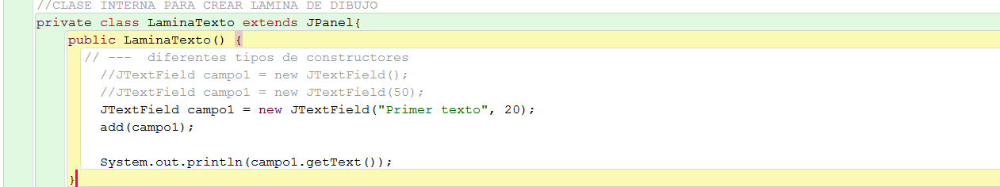 //CLASE INTERNA PARA CREAR LAMINA DE DIBUJO
private class LaminaTexto extends JPanel{
public LaminaTexto() {
// ---  diferentes tipos de constructores
//JTextField campo1 = new JTextField();
//JTextField campo1 = new JTextField(50);
JTextField campo1 = new JTextField("Primer texto", 20);
add(campo1);
System.out.println(campo1.getText());
}